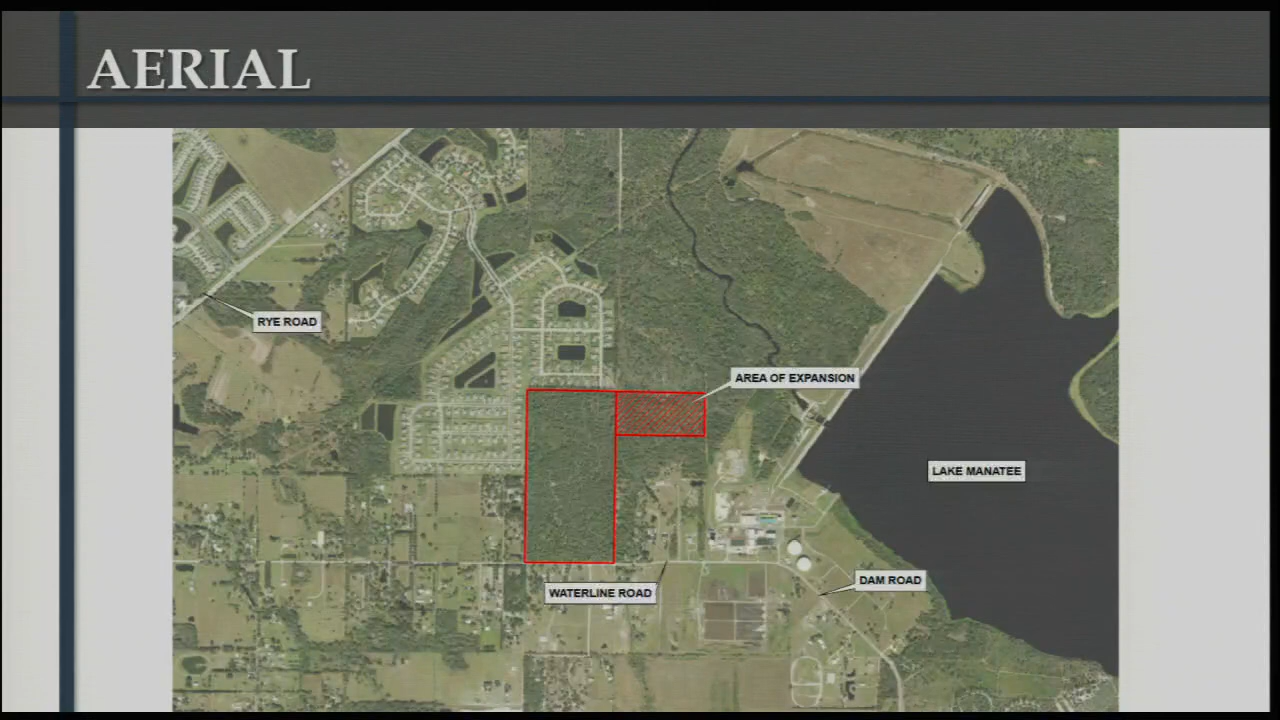 AERIAL
RYE ROAD
AREA OF EXPANSION
LAKE MANATEE
DAM ROAD
WATERLINE ROAD